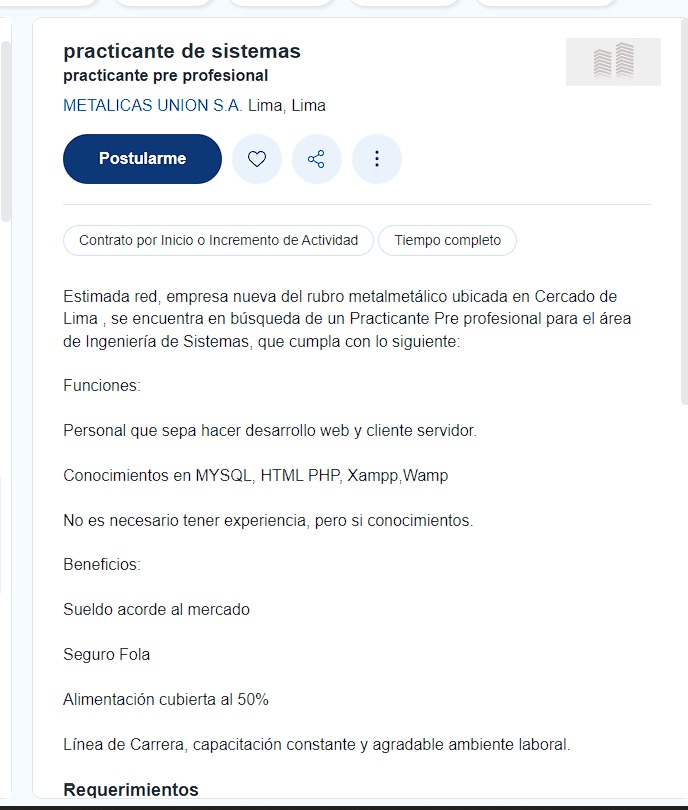 practicante de sistemas
practicante pre profesional
METALICAS UNION S.A. Lima, Lima
Postularme
Contrato por Inicio o Incremento de Actividad
Tiempo completo
Estimada red, empresa nueva del rubro metalmetálico ubicada en Cercado de
Lima , se encuentra en búsqueda de un Practicante Pre profesional para el área
de Ingeniería de Sistemas, que cumpla con lo siguiente:
Funciones:
Personal que sepa hacer desarrollo web y cliente servidor.
Conocimientos en MYSQL, HTML PHP, Xampp,Wamp
No es necesario tener experiencia, pero si conocimientos.
Beneficios:
Sueldo acorde al mercado
Seguro Fola
Alimentación cubierta al 50%
Línea de Carrera, capacitación constante y agradable ambiente laboral.
Requerimientos